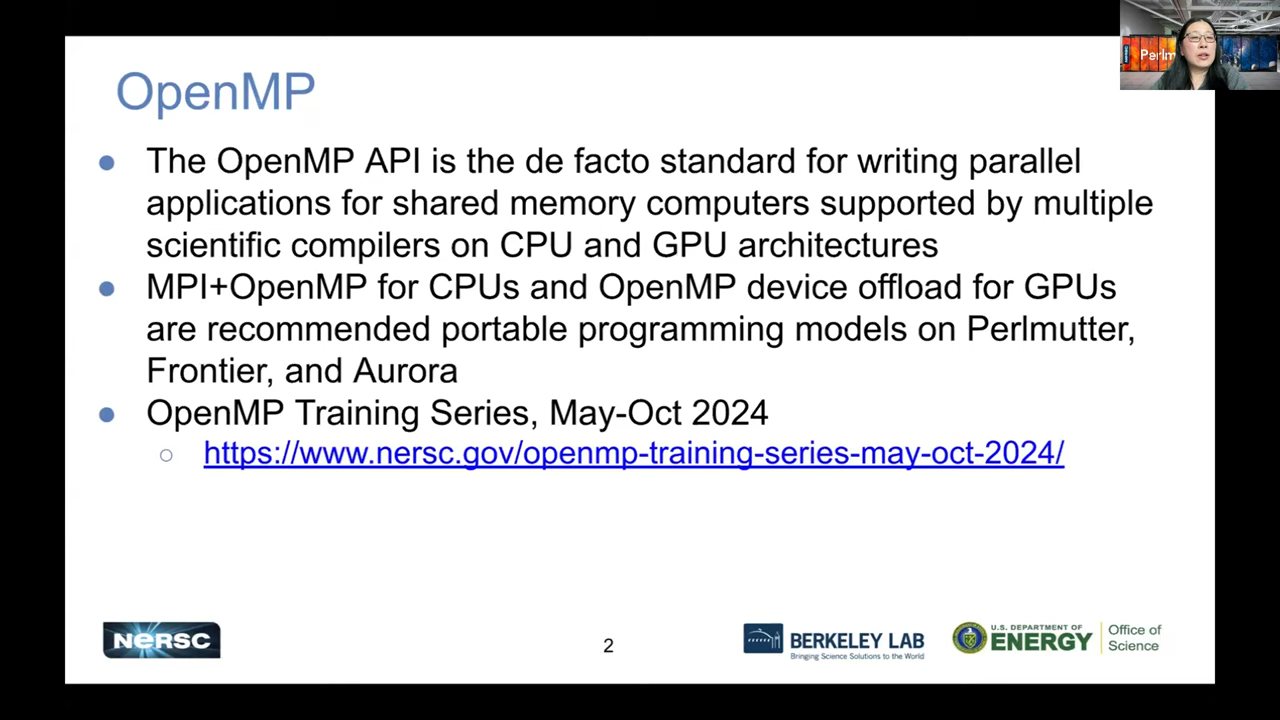 OpenMP
● The OpenMP API is the de facto standard for writing parallel
applications for shared memory computers supported by multiple
scientific compilers on CPU and GPU architectures
● MPI+OpenMP for CPUs and OpenMP device offload for GPUs
are recommended portable programming models on Perlmutter,
Frontier, and Aurora
● OpenMP Training Series, May-Oct 2024
○ https://www.nersc.gov/openmp-training-series-may-oct-2024/
NERSC
2
BERKELEY LAB
Bringing Science Solutions to the World
U.S. DEPARTMENT OF
ENERGY
Office of
Science
Perlm